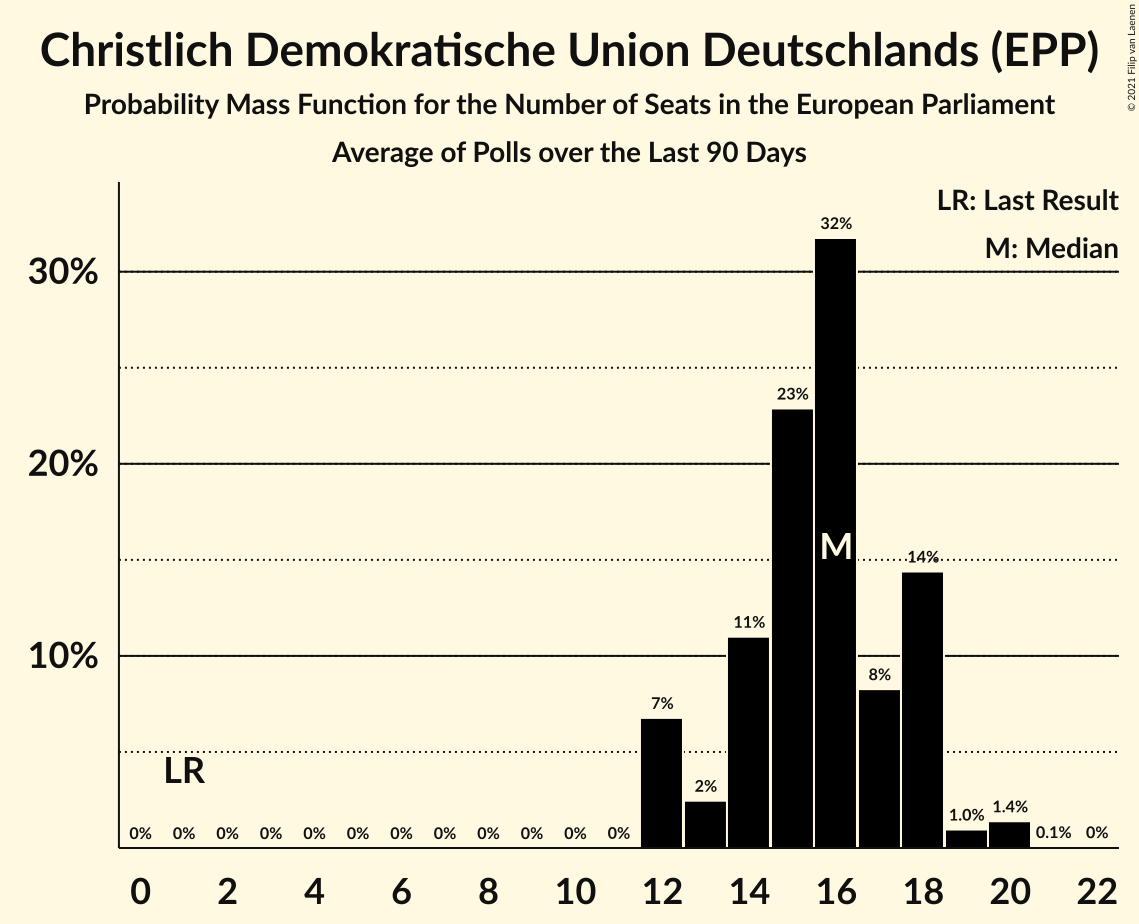 Christlich Demokratische Union Deutschlands (EPP)
Probability Mass Function for the Number of Seats in the European Parliament
Average of Polls over the Last 90 Days
© 2021 Filip van Laenen
LR: Last Result
M: Median
30%
20%
10%
32%
23%
M
14%
11%
8%
7%
LR
2%
0% 0% 0% 0% 0% 0% 0% 0% 0% 0% 0% 0% 1.0% 1.4% 0.1% 0%
0 2 4 6 8 10 12 14 16 18 20 22